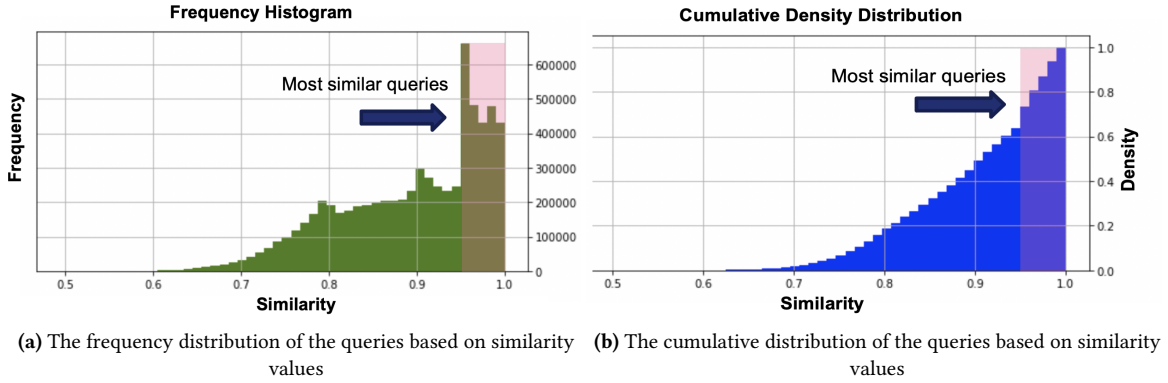 Frequency Histogram
Most similar queries
Frequency
600000
500000
400000
300000
200000
100000
0
0.5 0.6 0.7 0.8 0.9 1.0
Similarity
(a) The frequency distribution of the queries based on similarity
values
Cumulative Density Distribution
Most similar queries
1.0
0.8
0.6
0.4
0.2
0.0
Density
0.5 0.6 0.7 0.8 0.9 1.0
Similarity
(b) The cumulative distribution of the queries based on similarity
values